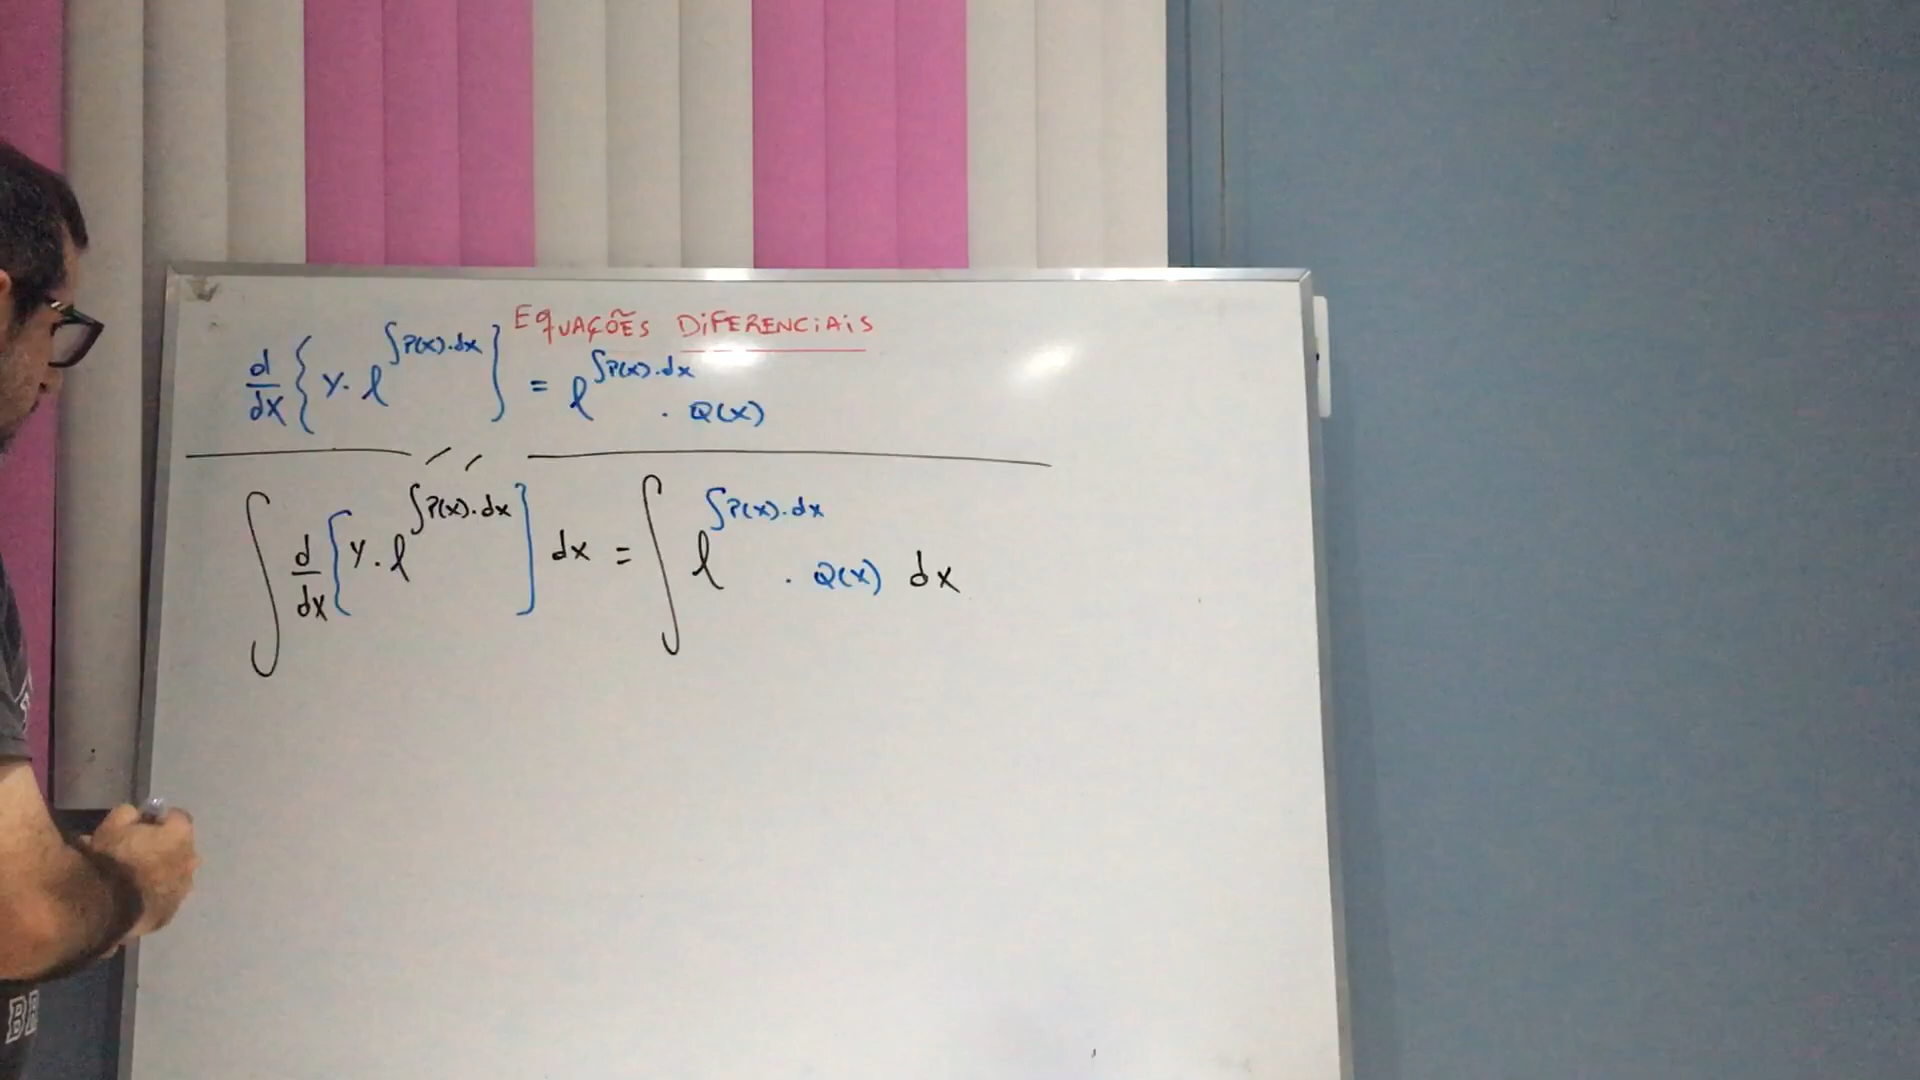 EQUAÇÕES DIFERENCIAIS
d/dx { y . e^∫P(x).dx } = e^∫P(x).dx . Q(x)
∫ d/dx [ y . e^∫P(x).dx ] dx = ∫ e^∫P(x).dx . Q(x) dx